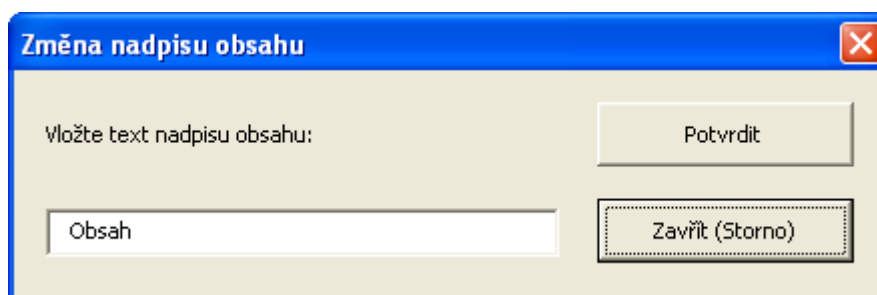 Změna nadpisu obsahu
Vložte text nadpisu obsahu:
Potvrdit
Obsah
Zavřít (Storno)